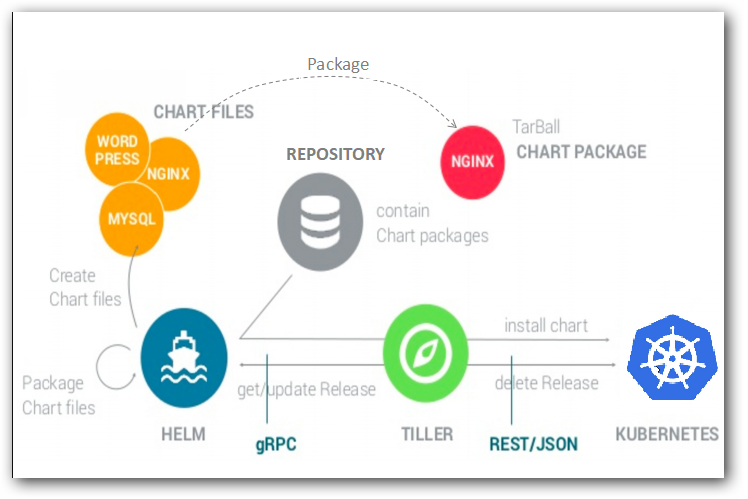 Package
CHART FILES
TarBall
CHART PACKAGE
WORD
PRESS
NGINX
MYSQL
REPOSITORY
NGINX
contain
Chart packages
Create
Chart files
install chart
Package
Chart files
get/update Release
delete Release
HELM
gRPC
TILLER
REST/JSON
KUBERNETES